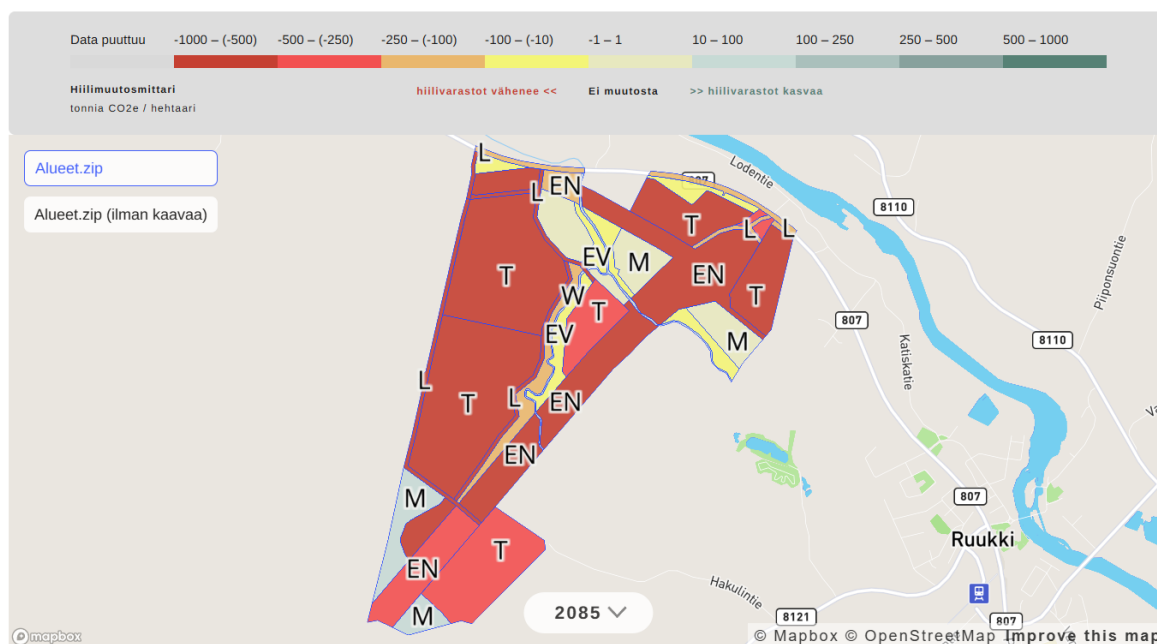 Data puuttuu -1000 – (-500) -500 – (-250) -250 – (-100) -100 – (-10) -1 – 1 10 – 100 100 – 250 250 – 500 500 – 1000
Hiilimuutosmittari hiilivarastot vähenee << Ei muutosta >> hiilivarastot kasvaa
tonnia CO2e / hehtaari
Alueet.zip
Alueet.zip (ilman kaavaa)
L
Lodentie
EN
L
8110
T
L
L
EV
M
Piiponsuontie
T
EN
W
T
T
807
EV
M
8110
Katiskatie
L
T
L
EN
EN
M
807
T
Ruukki
EN
Hakulintie
M
2085
8121
807
mapbox
© Mapbox © OpenStreetMap Improve this map